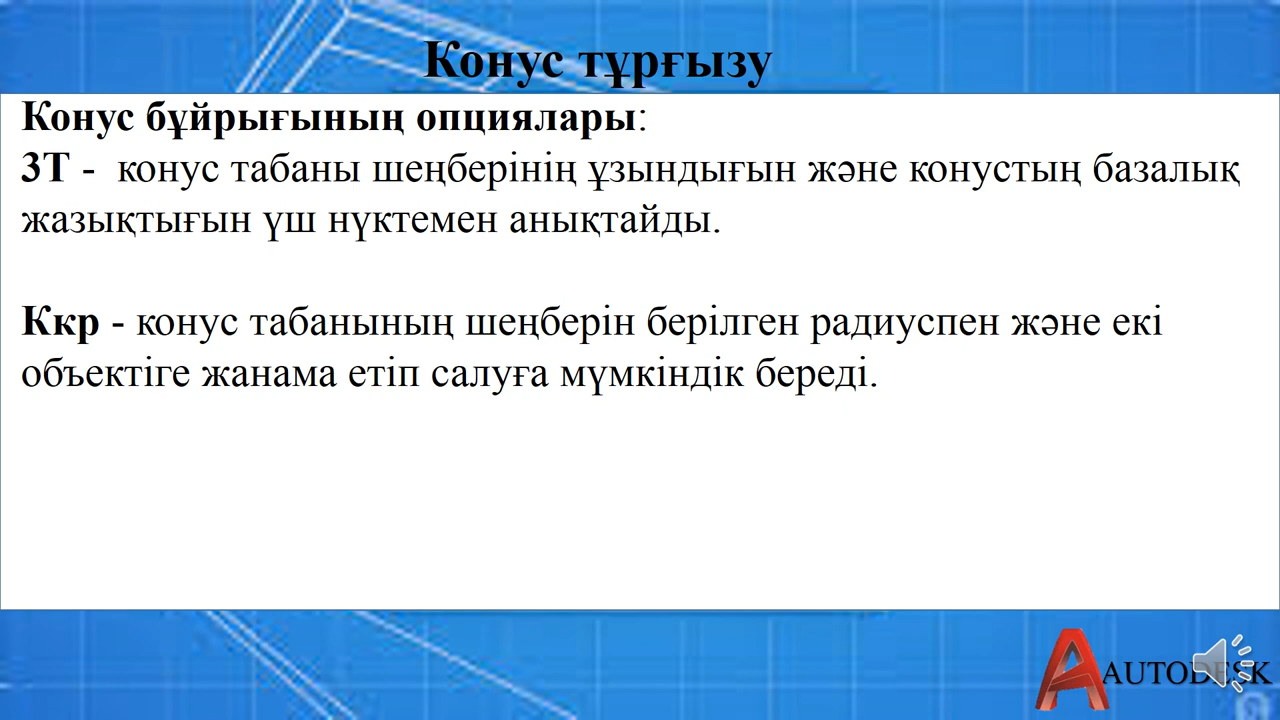 Конус тұрғызу
Конус бұйрығының опциялары:
3Т - конус табаны шеңберінің ұзындығын және конустың базалық
жазықтығын үш нүктемен анықтайды.
Ккр - конус табанының шеңберін берілген радиуспен және екі
объектіге жанама етіп салуға мүмкіндік береді.
AUTODESK